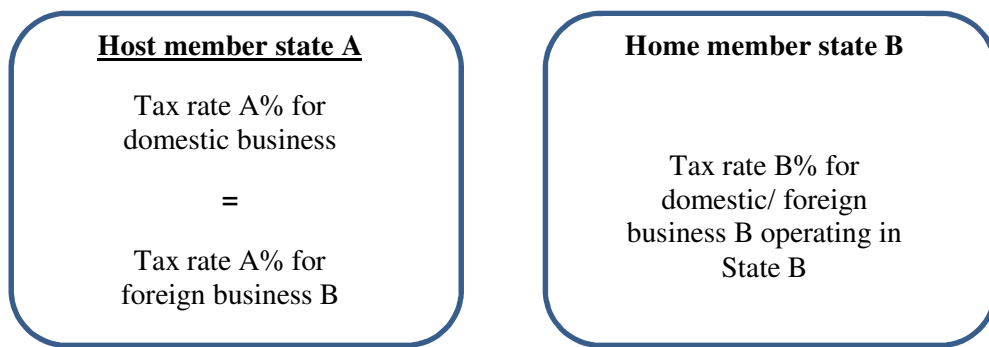 Host member state A
Tax rate A% for
domestic business
=
Tax rate A% for
foreign business B
Home member state B
Tax rate B% for
domestic/ foreign
business B operating in
State B